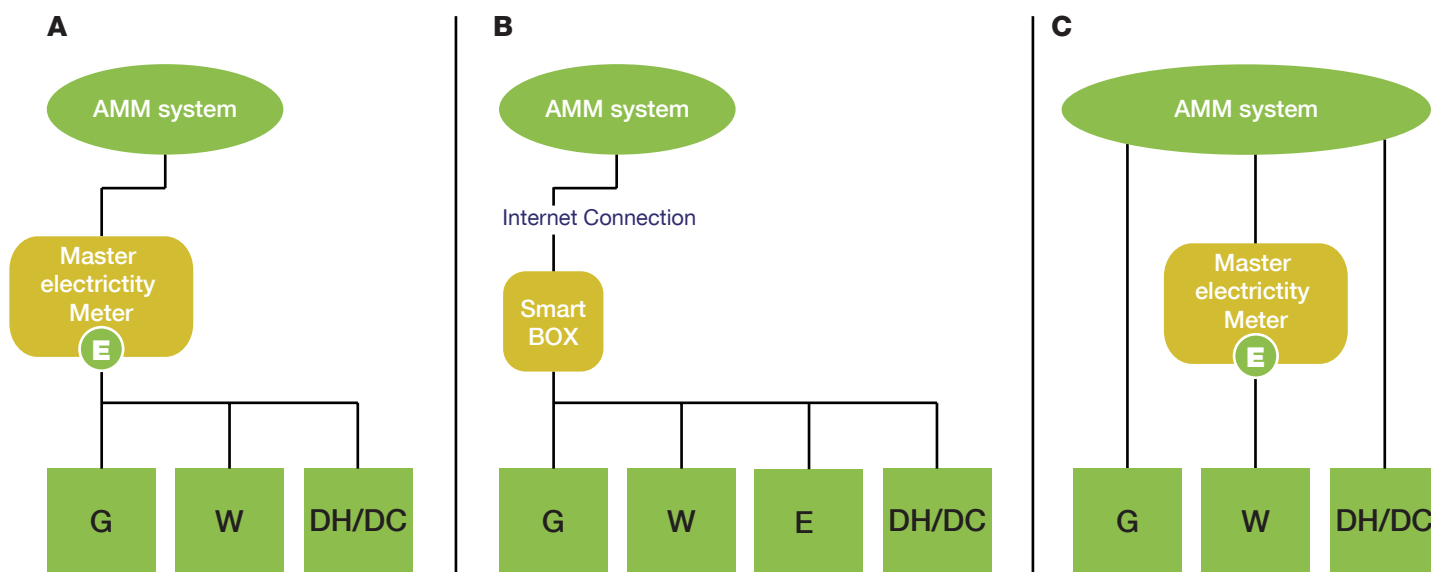 A
AMM system
Master
electrictity
Meter
E
G
W
DH/DC
B
AMM system
Internet Connection
Smart
BOX
G
W
E
DH/DC
C
AMM system
Master
electrictity
Meter
E
G
W
DH/DC